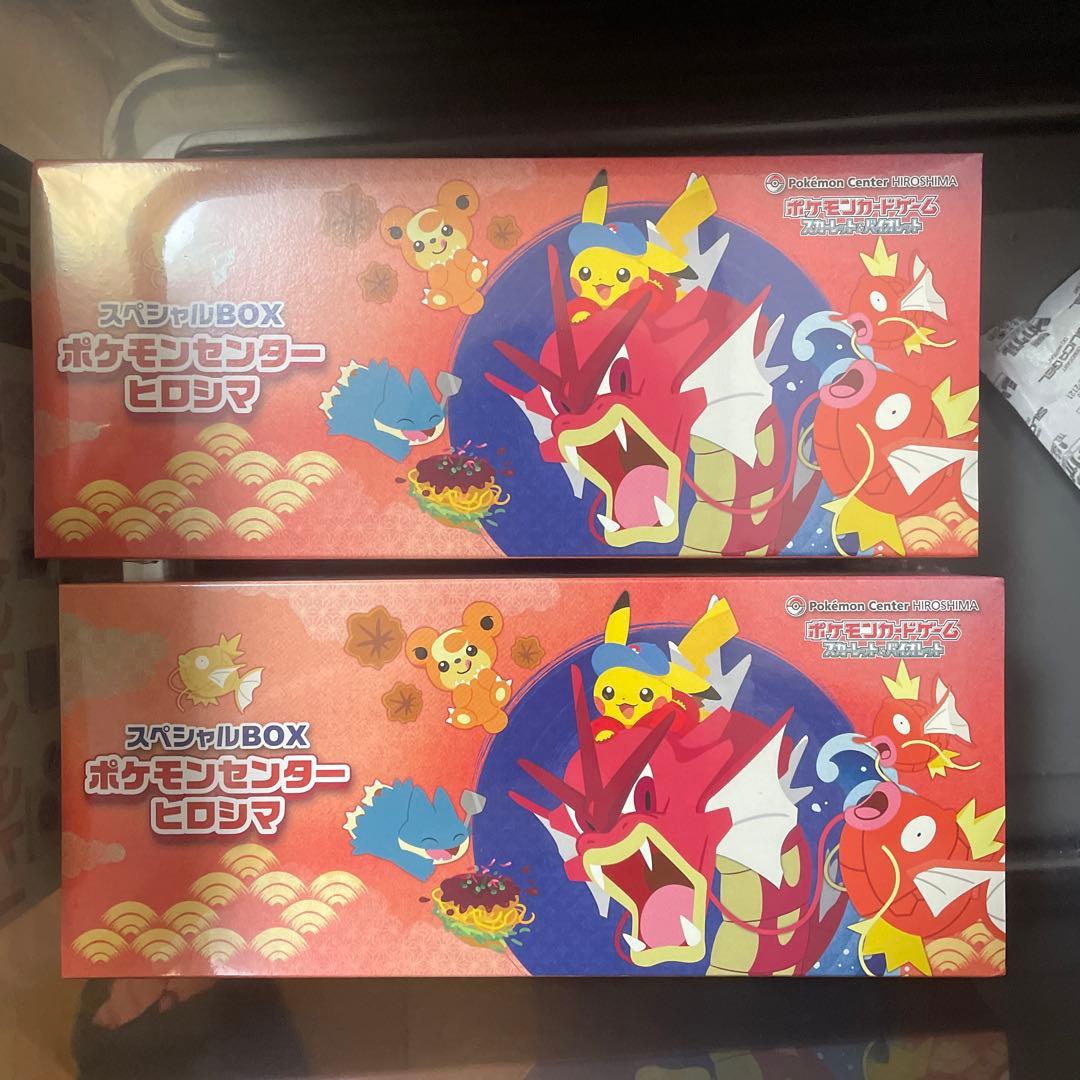 Pokémon Center HIROSHIMA
ポケモンカードゲーム
スカーレット&バイオレット
スペシャルBOX
ポケモンセンター
ヒロシマ
Pokémon Center HIROSHIMA
ポケモンカードゲーム
スカーレット&バイオレット
スペシャルBOX
ポケモンセンター
ヒロシマ